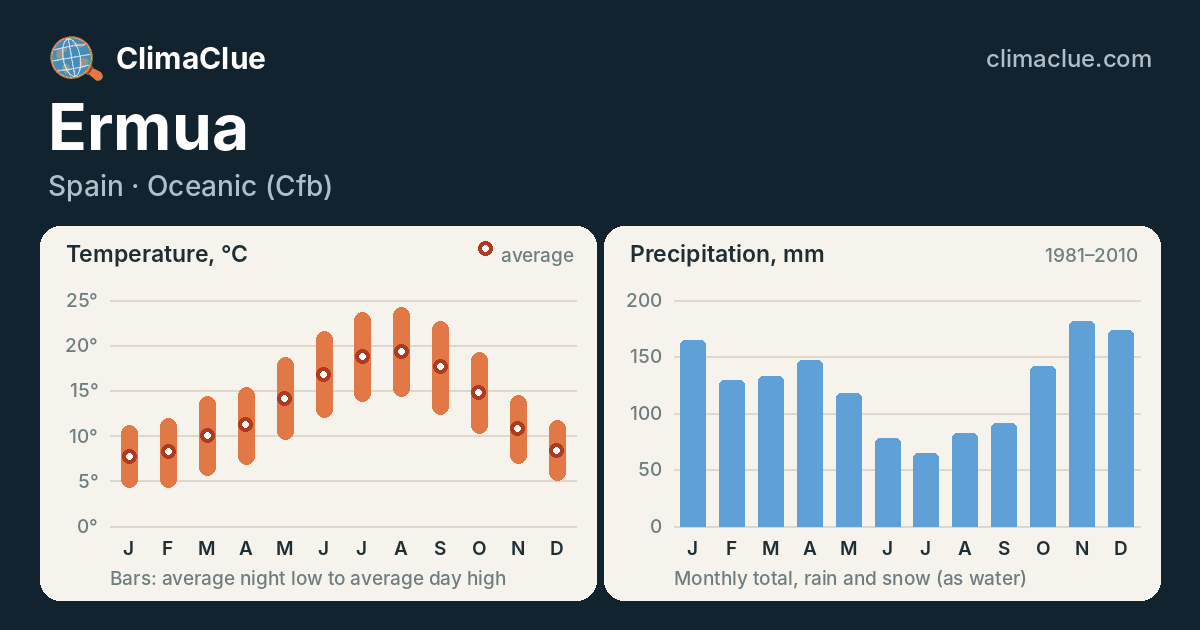 ClimaClue
climaclue.com
Ermua
Spain · Oceanic (Cfb)
Temperature, °C
average
25°
20°
15°
10°
5°
0°
J F M A M J J A S O N D
Bars: average night low to average day high
Precipitation, mm
1981–2010
200
150
100
50
0
J F M A M J J A S O N D
Monthly total, rain and snow (as water)